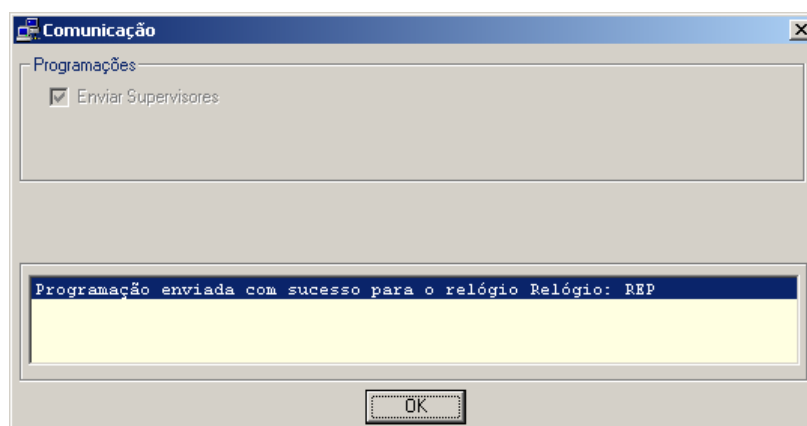 Comunicação
Programações
Enviar Supervisores
Programação enviada com sucesso para o relógio Relógio: REP
OK